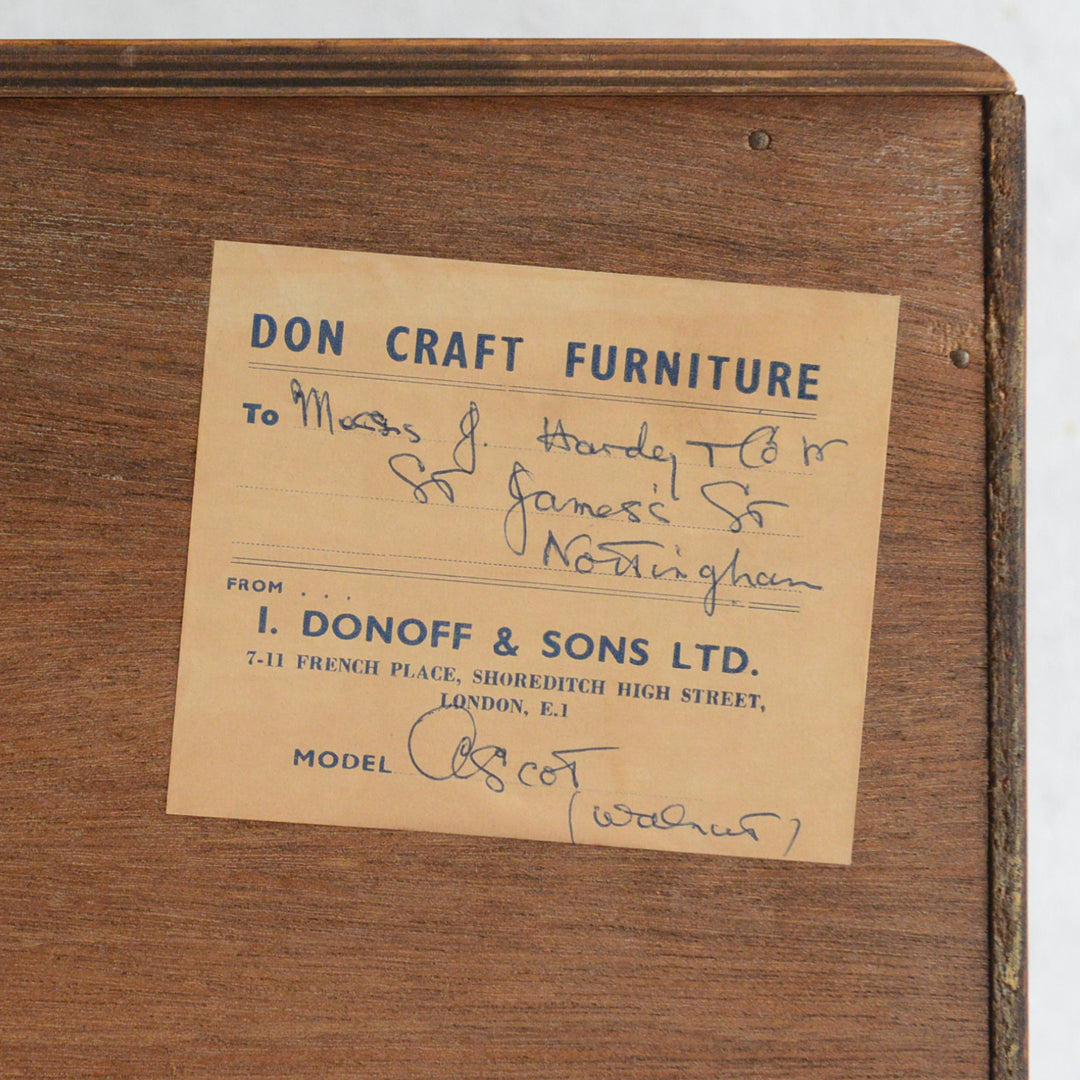 DON CRAFT FURNITURE
To Messrs J. Hardey & Co
St James's St
Nottingham
FROM . . .
I. DONOFF & SONS LTD.
7-11 FRENCH PLACE, SHOREDITCH HIGH STREET,
LONDON, E.1
MODEL Ascot
(Walnut)